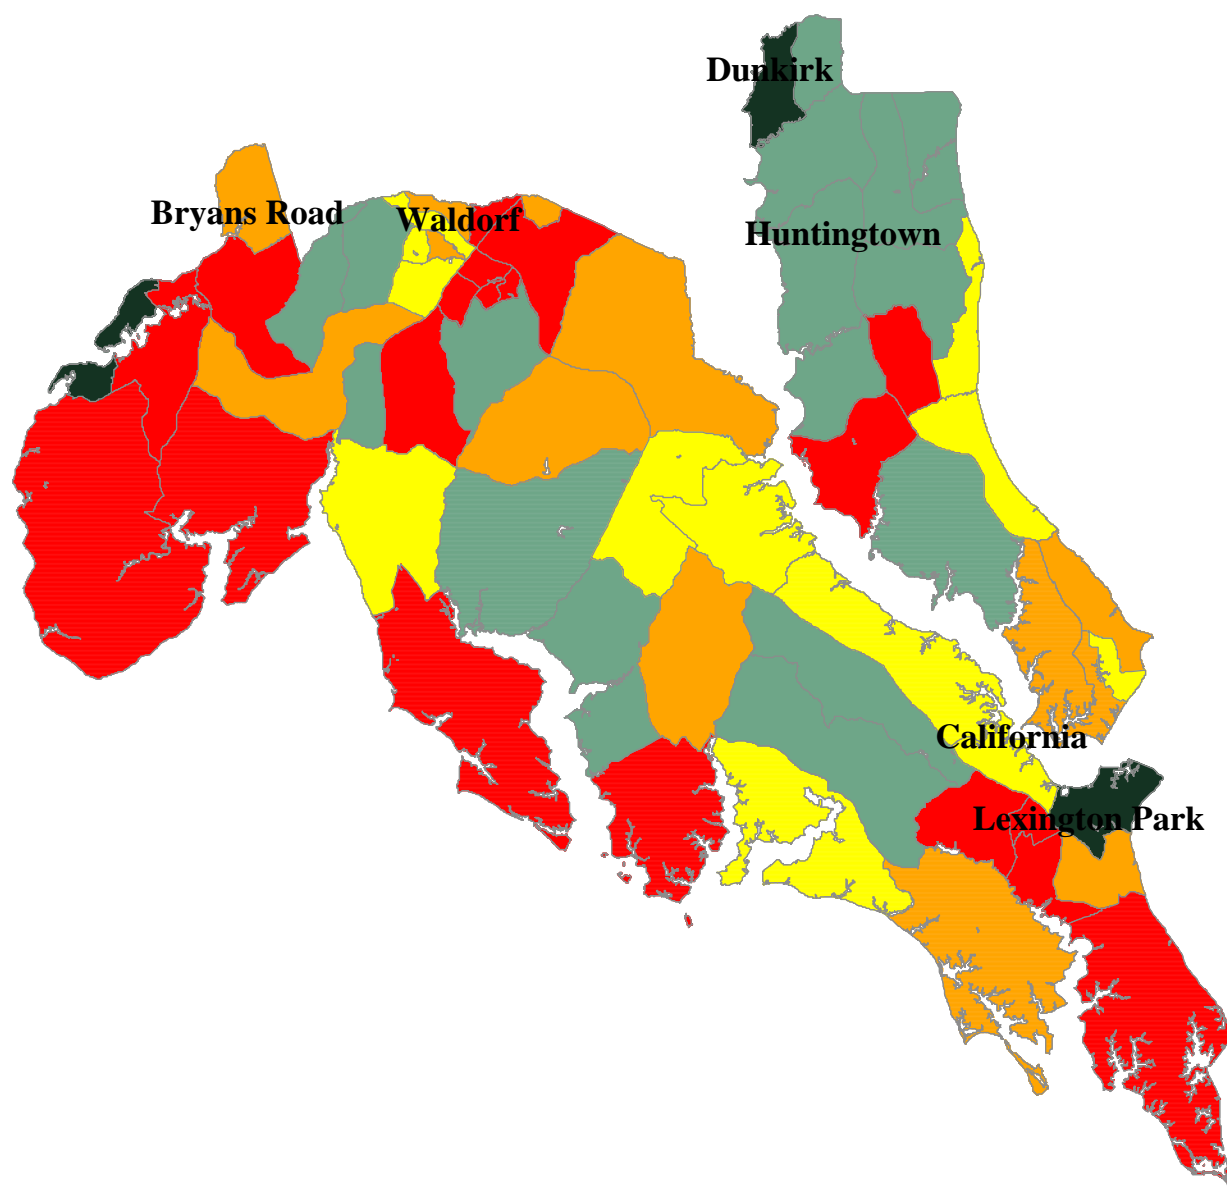 Dunkirk
Bryans Road
Waldorf
Huntingtown
California
Lexington Park